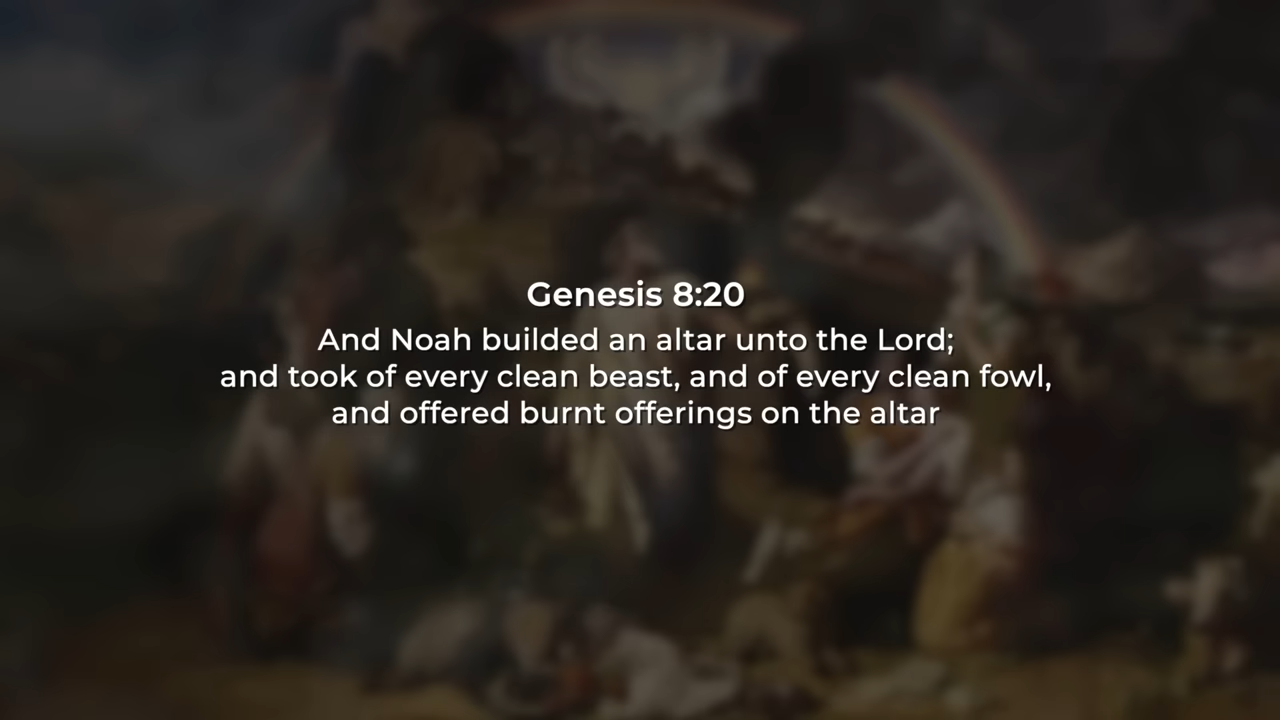 Genesis 8:20
And Noah builded an altar unto the Lord;
and took of every clean beast, and of every clean fowl,
and offered burnt offerings on the altar